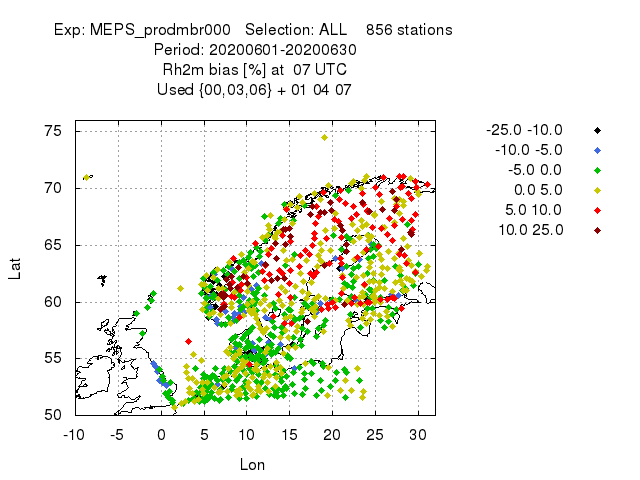 Exp: MEPS_prodmbr000 Selection: ALL 856 stations
Period: 20200601-20200630
Rh2m bias [%] at 07 UTC
Used {00,03,06} + 01 04 07
-25.0 -10.0
-10.0 -5.0
-5.0 0.0
0.0 5.0
5.0 10.0
10.0 25.0
75
70
65
60
55
50
Lat
-10 -5 0 5 10 15 20 25 30
Lon